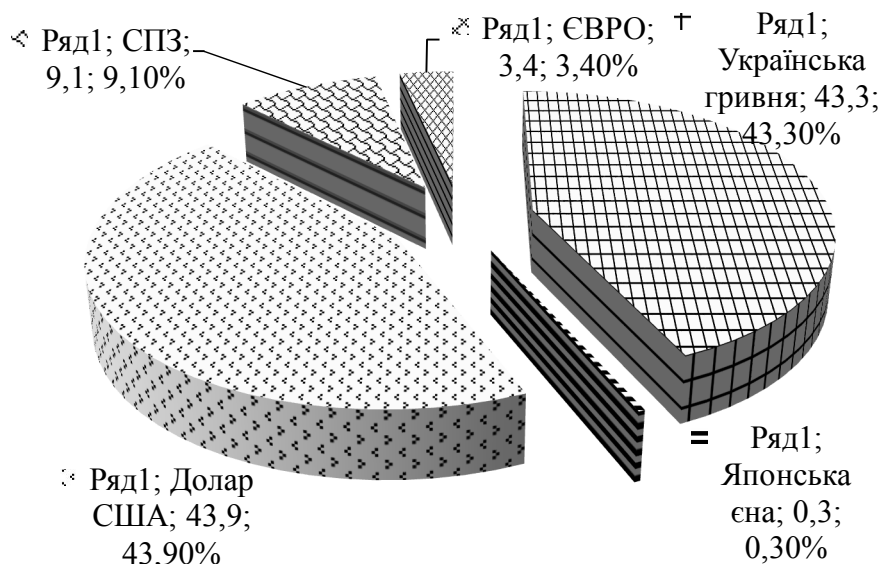 Ряд1; СПЗ;
9,1; 9,10%
Ряд1; ЄВРО;
3,4; 3,40%
Ряд1;
Українська
гривня; 43,3;
43,30%
Ряд1; Долар
США; 43,9;
43,90%
Ряд1;
Японська
єна; 0,3;
0,30%